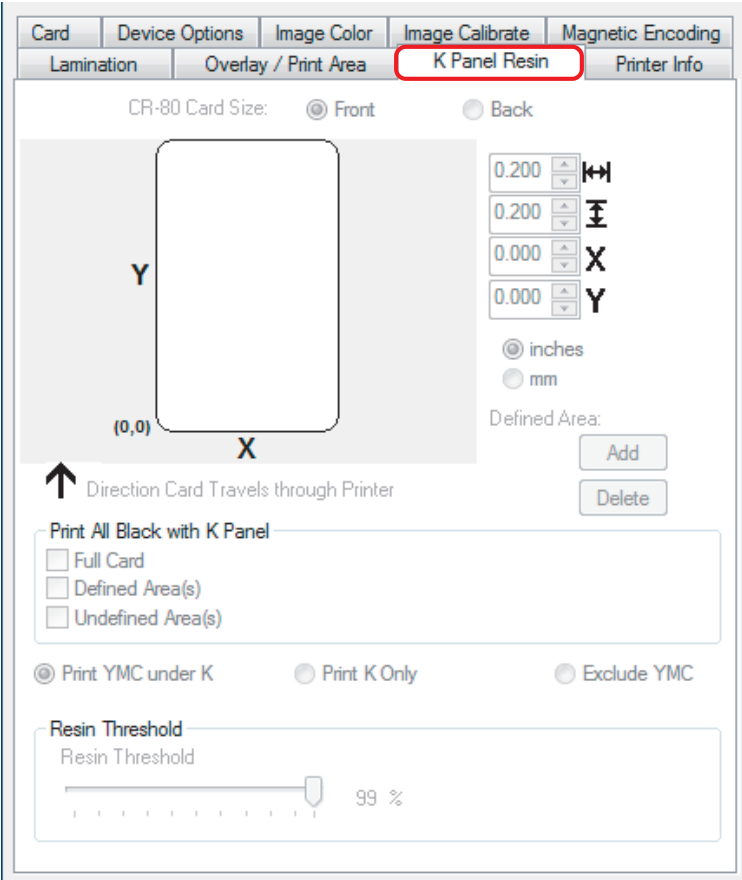 Card Device Options Image Color Image Calibrate Magnetic Encoding
Lamination Overlay / Print Area K Panel Resin Printer Info
CR-80 Card Size: Front Back
0.200
0.200
0.000 X
Y 0.000 Y
inches
mm
(0,0) Defined Area:
X Add
Direction Card Travels through Printer
Delete
Print All Black with K Panel
Full Card
Defined Area(s)
Undefined Area(s)
Print YMC under K Print K Only Exclude YMC
Resin Threshold
Resin Threshold
99 %